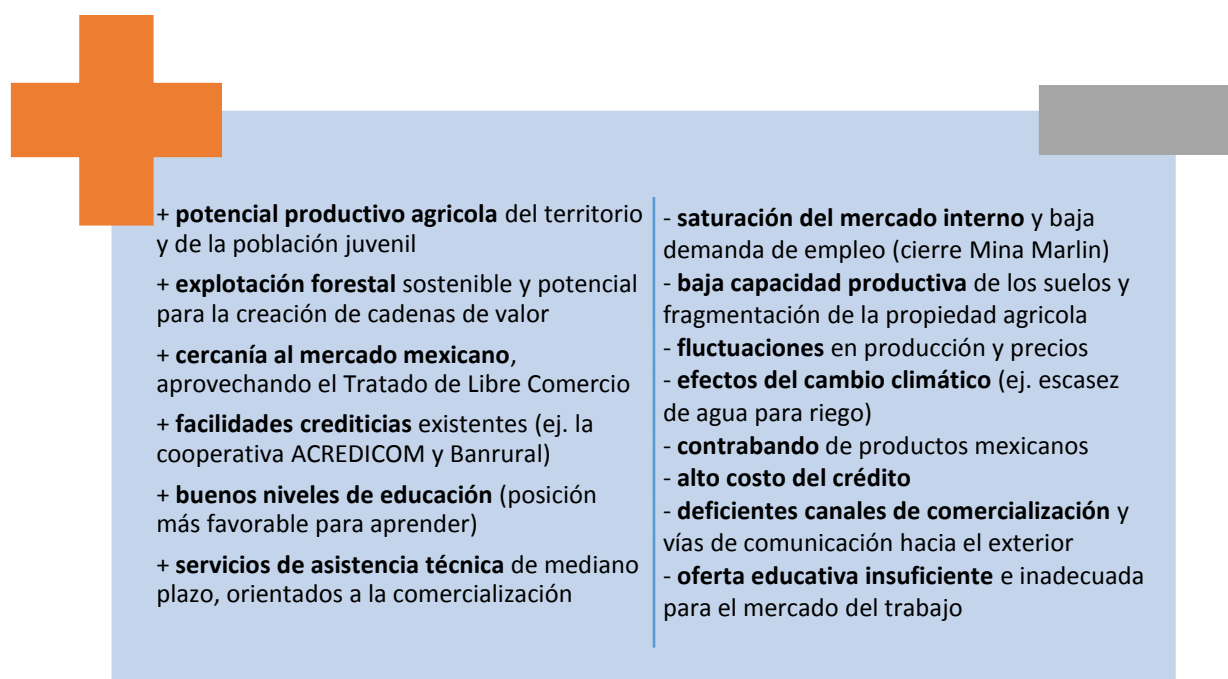 + potencial productivo agricola del territorio
y de la población juvenil
+ explotación forestal sostenible y potencial
para la creación de cadenas de valor
+ cercanía al mercado mexicano,
aprovechando el Tratado de Libre Comercio
+ facilidades crediticias existentes (ej. la
cooperativa ACREDICOM y Banrural)
+ buenos niveles de educación (posición
más favorable para aprender)
+ servicios de asistencia técnica de mediano
plazo, orientados a la comercialización
- saturación del mercado interno y baja
demanda de empleo (cierre Mina Marlin)
- baja capacidad productiva de los suelos y
fragmentación de la propiedad agricola
- fluctuaciones en producción y precios
- efectos del cambio climático (ej. escasez
de agua para riego)
- contrabando de productos mexicanos
- alto costo del crédito
- deficientes canales de comercialización y
vías de comunicación hacia el exterior
- oferta educativa insuficiente e inadecuada
para el mercado del trabajo